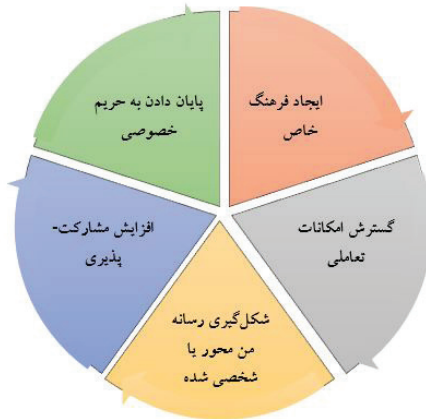 ایجاد فرهنگ
خاص
گسترش امکانات
تعاملی
شکل‌گیری رسانه
من محور یا
شخصی شده
افزایش مشارکت-
پذیری
پایان دادن به حریم
خصوصی